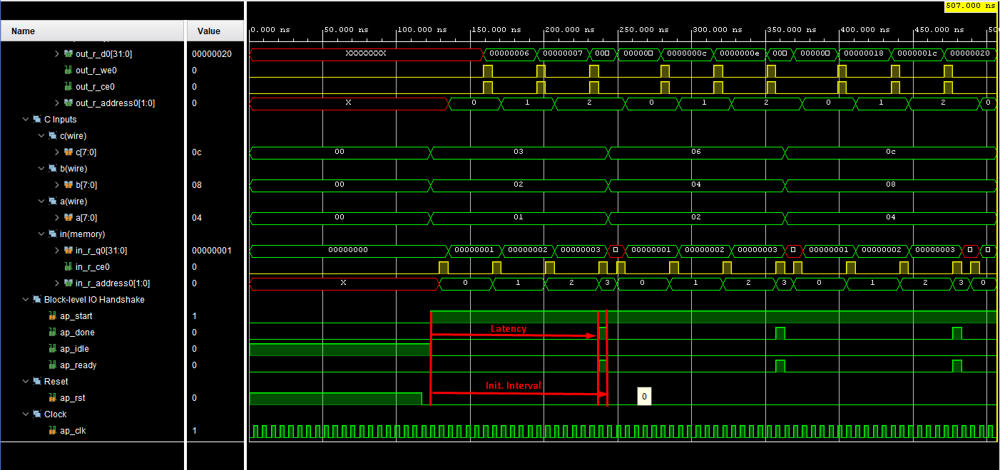 507.000 ns
Name Value 0.000 ns 50.000 ns 100.000 ns 150.000 ns 200.000 ns 250.000 ns 300.000 ns 350.000 ns 400.000 ns 450.000 ns
out_r_d0[31:0] 00000020 XXXXXXXX 00000006 00000007 00 00000 0000000c 0000000e 00 00000 00000018 0000001c 00000020
out_r_we0 0
out_r_ce0 0
out_r_address0[1:0] 0 X 0 1 2 0 1 2 0 1 2 0
C Inputs
c(wire)
c[7:0] 0c 00 03 06 0c
b(wire)
b[7:0] 08 00 02 04 08
a(wire)
a[7:0] 04 00 01 02 04
in(memory)
in_r_q0[31:0] 00000001 00000000 00000001 00000002 00000003 00000001 00000002 00000003 00000001 00000002 00000003
in_r_ce0 0
in_r_address0[1:0] 0 X 0 1 2 3 0 1 2 3 0 1 2 3 0
Block-level IO Handshake
ap_start 1
ap_done 0 Latency
ap_idle 0
ap_ready 0
Reset Init. Interval
ap_rst 0 0
Clock
ap_clk 1